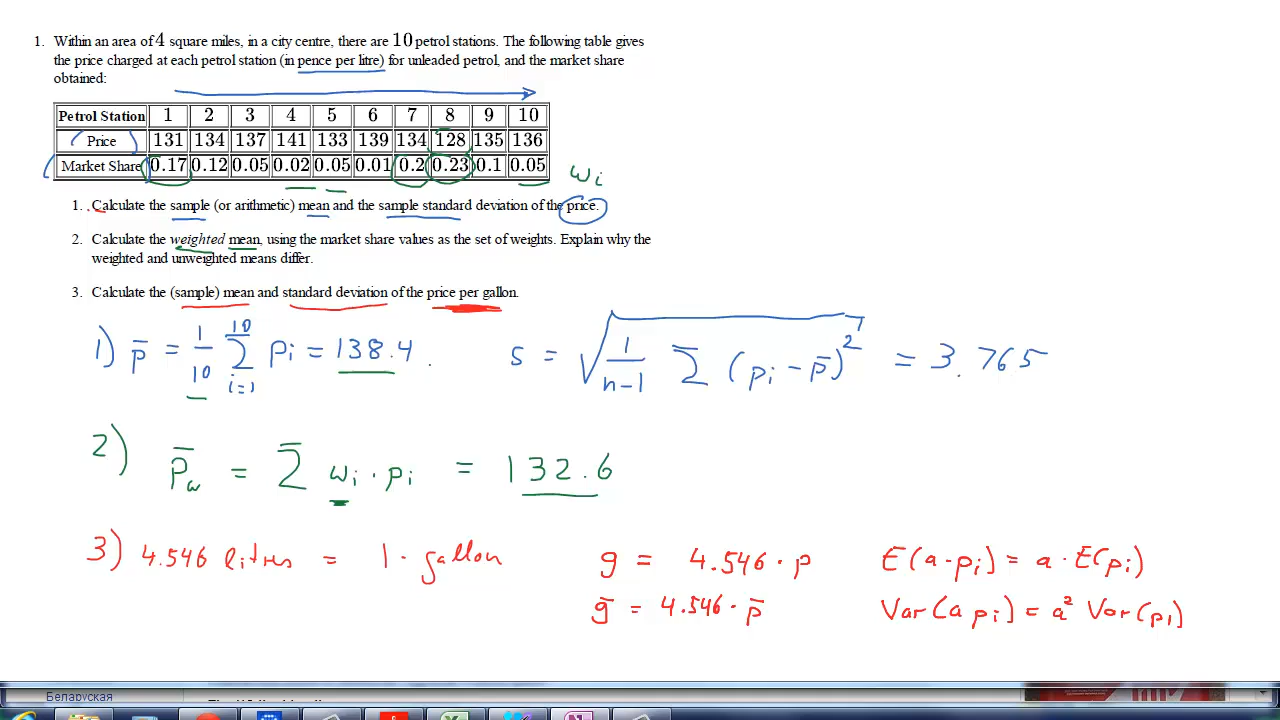 1. Within an area of 4 square miles, in a city centre, there are 10 petrol stations. The following table gives
the price charged at each petrol station (in pence per litre) for unleaded petrol, and the market share
obtained:
Petrol Station 1 2 3 4 5 6 7 8 9 10
Price 131 134 137 141 133 139 134 128 135 136
Market Share 0.17 0.12 0.05 0.02 0.05 0.01 0.2 0.23 0.1 0.05
wi
1. Calculate the sample (or arithmetic) mean and the sample standard deviation of the price.
2. Calculate the weighted mean, using the market share values as the set of weights. Explain why the
weighted and unweighted means differ.
3. Calculate the (sample) mean and standard deviation of the price per gallon.
1) p̄ = 1/10 Σ i=1 10 pi = 138.4 . s = √(1/n-1 Σ (pi - p̄)²) = 3.765
2) p̄w = Σ wi · pi = 132.6
3) 4.546 litres = 1 · gallon g = 4.546 · p E(a · pi) = a · E(pi)
ḡ = 4.546 · p̄ Var(a pi) = a² Var(pi)
Беларуская